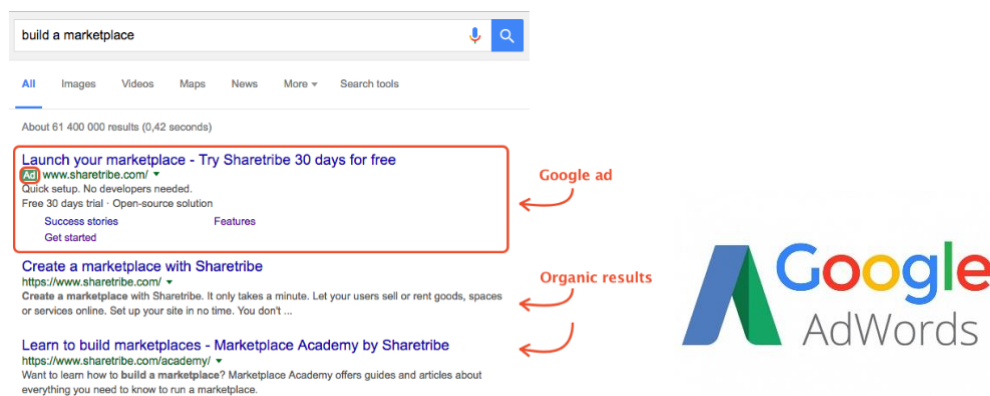 build a marketplace
All Images Videos Maps News More Search tools
About 61 400 000 results (0,42 seconds)
Launch your marketplace - Try Sharetribe 30 days for free
Ad www.sharetribe.com/
Quick setup. No developers needed.
Free 30 days trial · Open-source solution
Success stories Features
Get started
Google ad
Create a marketplace with Sharetribe
https://www.sharetribe.com/
Create a marketplace with Sharetribe. It only takes a minute. Let your users sell or rent goods, spaces
or services online. Set up your site in no time. You don't ...
Organic results
Learn to build marketplaces - Marketplace Academy by Sharetribe
https://www.sharetribe.com/academy/
Want to learn how to build a marketplace? Marketplace Academy offers guides and articles about
everything you need to know to run a marketplace.
Google
AdWords